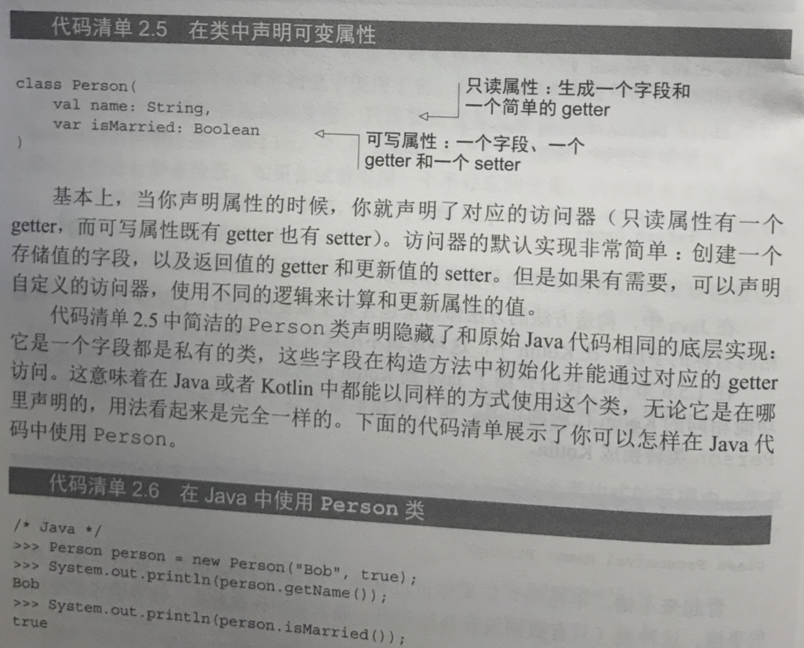 代码清单 2.5 在类中声明可变属性
class Person(
val name: String,
var isMarried: Boolean
)
只读属性：生成一个字段和
一个简单的 getter
可写属性：一个字段、一个
getter 和一个 setter
基本上，当你声明属性的时候，你就声明了对应的访问器（只读属性有一个
getter，而可写属性既有 getter 也有 setter）。访问器的默认实现非常简单：创建一个
存储值的字段，以及返回值的 getter 和更新值的 setter。但是如果有需要，可以声明
自定义的访问器，使用不同的逻辑来计算和更新属性的值。
代码清单 2.5 中简洁的 Person 类声明隐藏了和原始 Java 代码相同的底层实现：
它是一个字段都是私有的类，这些字段在构造方法中初始化并能通过对应的 getter
访问。这意味着在 Java 或者 Kotlin 中都能以同样的方式使用这个类，无论它是在哪
里声明的，用法看起来是完全一样的。下面的代码清单展示了你可以怎样在 Java 代
码中使用 Person。
代码清单 2.6 在 Java 中使用 Person 类
/* Java */
>>> Person person = new Person("Bob", true);
>>> System.out.println(person.getName());
Bob
>>> System.out.println(person.isMarried());
true